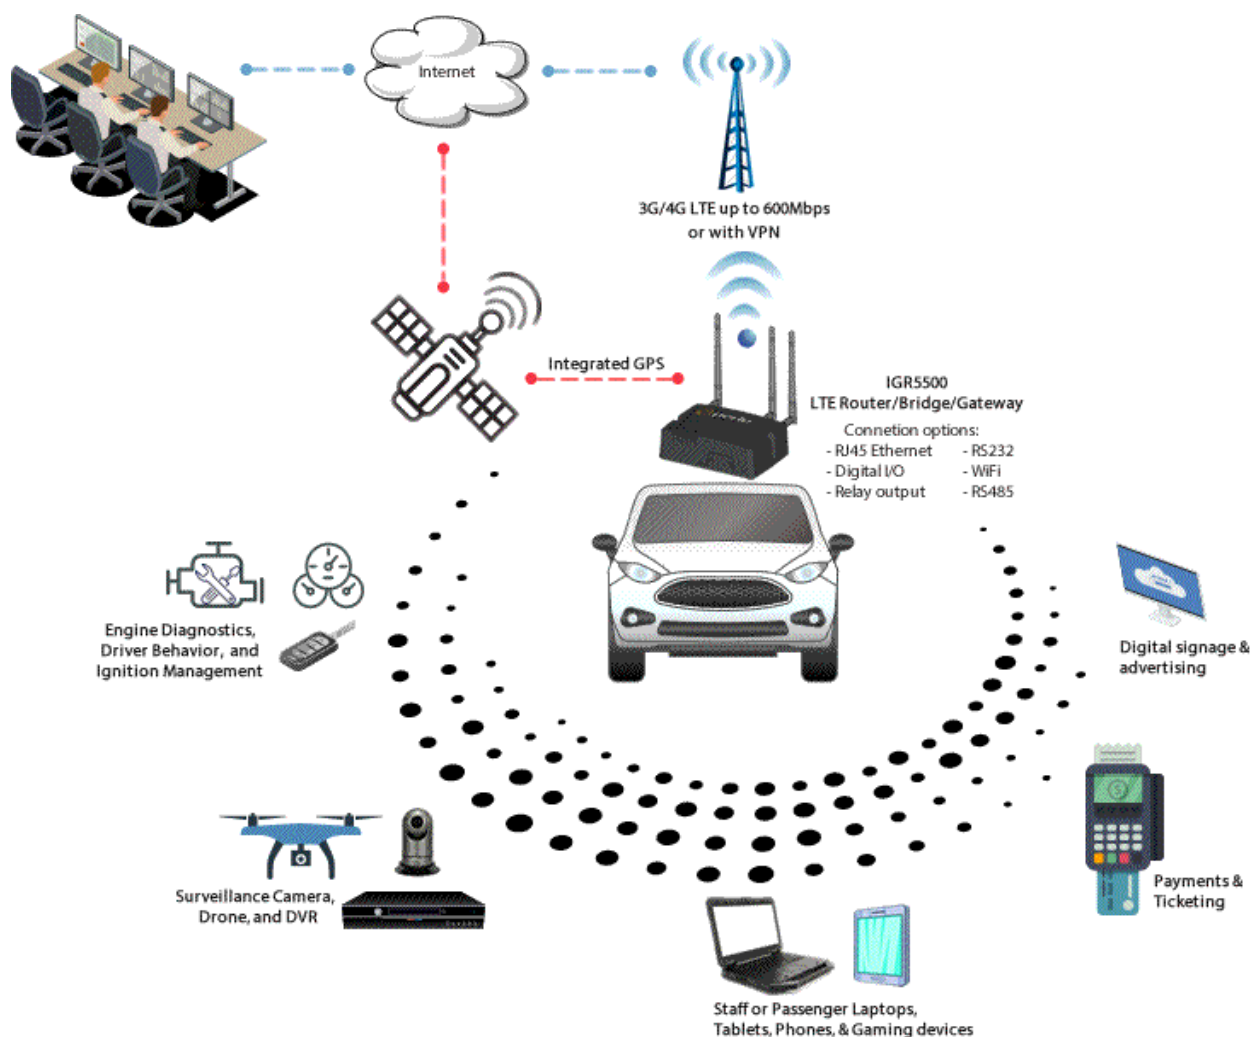 Internet
3G/4G LTE up to 600Mbps
or with VPN
Integrated GPS
IGR5500
LTE Router/Bridge/Gateway
Connetion options:
- RJ45 Ethernet - RS232
- Digital I/O - WiFi
- Relay output - RS485
Engine Diagnostics,
Driver Behavior, and
Ignition Management
Digital signage &
advertising
Surveillance Camera,
Drone, and DVR
Payments &
Ticketing
Staff or Passenger Laptops,
Tablets, Phones, & Gaming devices